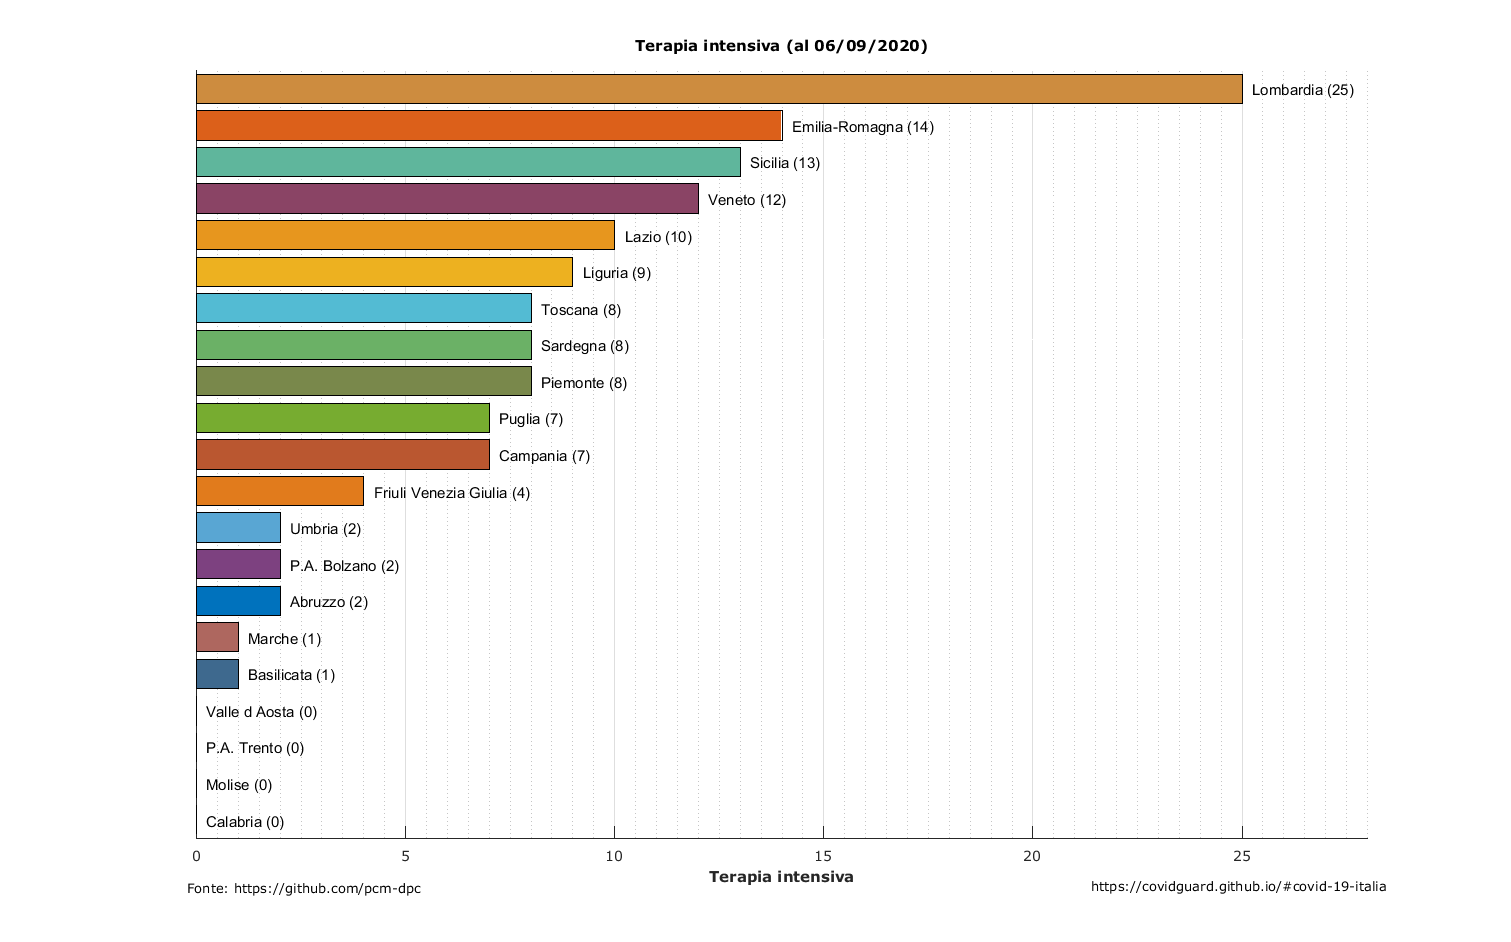 Terapia intensiva (al 06/09/2020)
Lombardia (25)
Emilia-Romagna (14)
Sicilia (13)
Veneto (12)
Lazio (10)
Liguria (9)
Toscana (8)
Sardegna (8)
Piemonte (8)
Puglia (7)
Campania (7)
Friuli Venezia Giulia (4)
Umbria (2)
P.A. Bolzano (2)
Abruzzo (2)
Marche (1)
Basilicata (1)
Valle d Aosta (0)
P.A. Trento (0)
Molise (0)
Calabria (0)
0 5 10 15 20 25
Terapia intensiva
Fonte: https://github.com/pcm-dpc
https://covidguard.github.io/#covid-19-italia